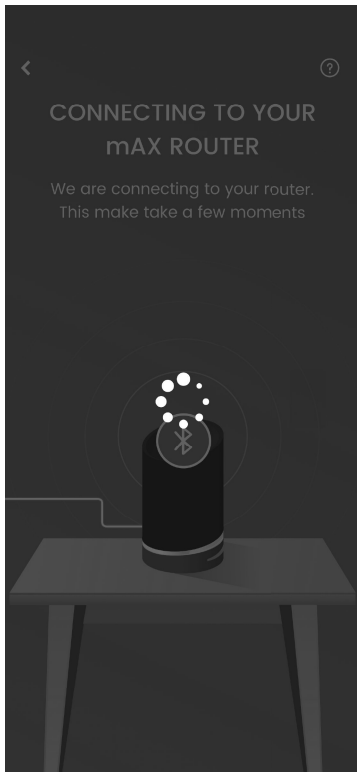 CONNECTING TO YOUR
mAX ROUTER
We are connecting to your router.
This make take a few moments